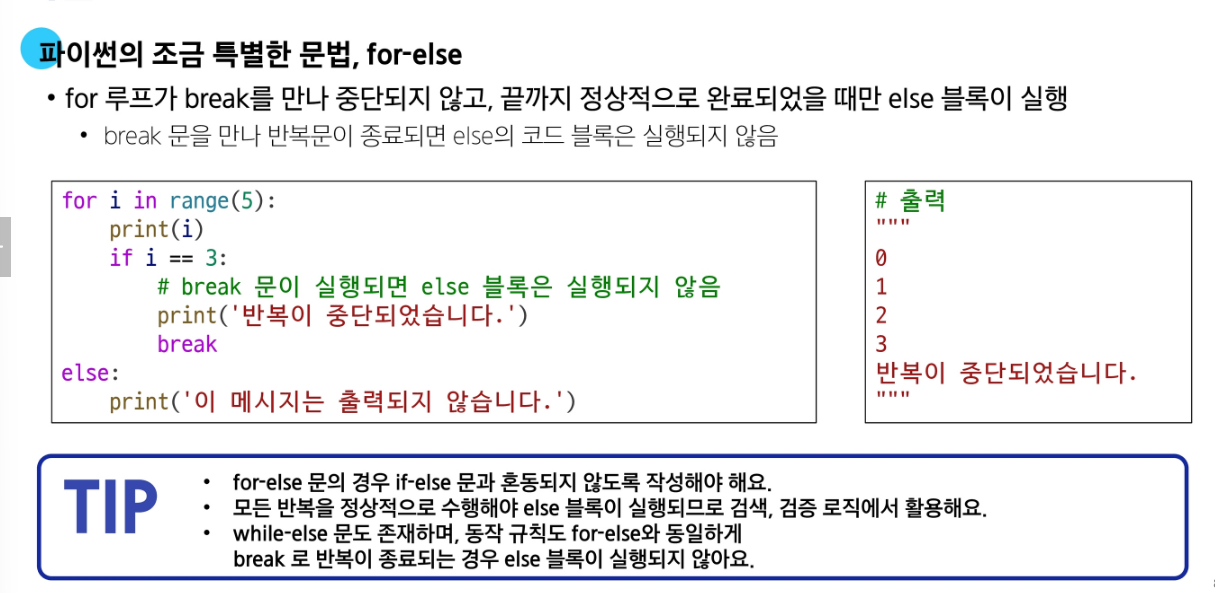 파이썬의 조금 특별한 문법, for-else
• for 루프가 break를 만나 중단되지 않고, 끝까지 정상적으로 완료되었을 때만 else 블록이 실행
• break 문을 만나 반복문이 종료되면 else의 코드 블록은 실행되지 않음
for i in range(5):
    print(i)
    if i == 3:
        # break 문이 실행되면 else 블록은 실행되지 않음
        print('반복이 중단되었습니다.')
        break
else:
    print('이 메시지는 출력되지 않습니다.')
# 출력
"""
0
1
2
3
반복이 중단되었습니다.
"""
TIP
• for-else 문의 경우 if-else 문과 혼동되지 않도록 작성해야 해요.
• 모든 반복을 정상적으로 수행해야 else 블록이 실행되므로 검색, 검증 로직에서 활용해요.
• while-else 문도 존재하며, 동작 규칙도 for-else와 동일하게
break 로 반복이 종료되는 경우 else 블록이 실행되지 않아요.